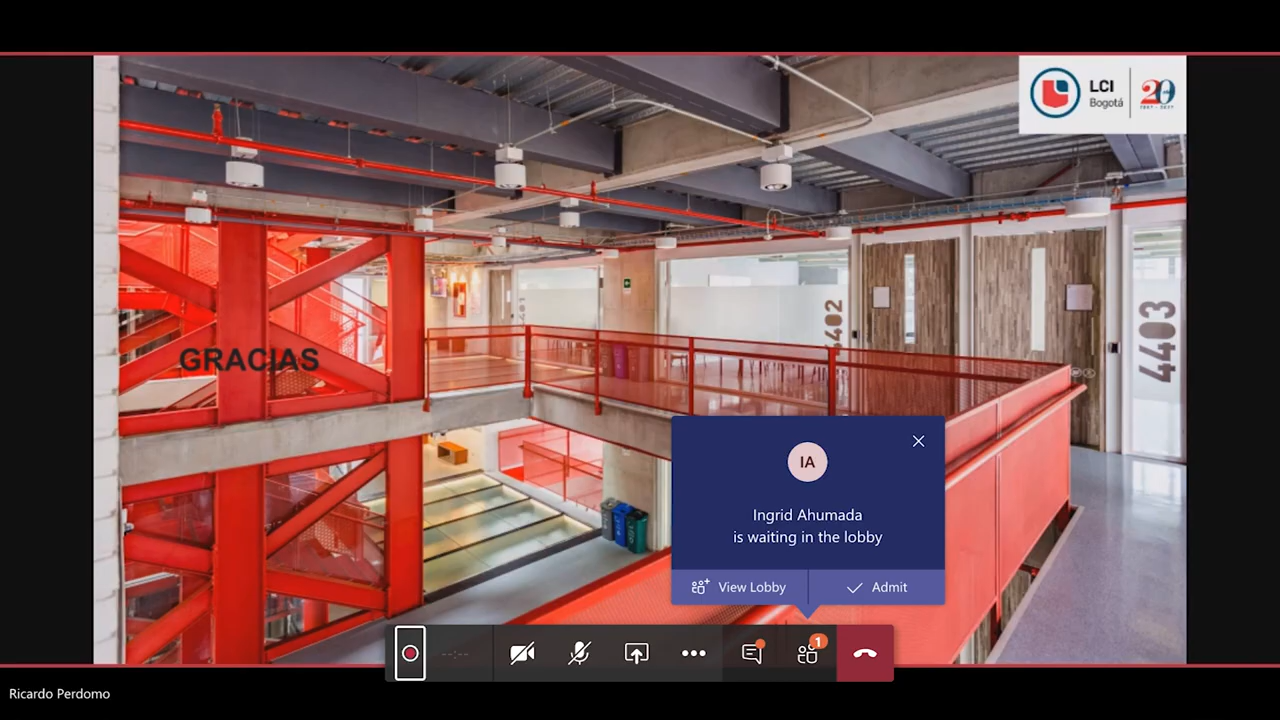 LCI
Bogotá
20
GRACIAS
4402
4403
IA
Ingrid Ahumada
is waiting in the lobby
View Lobby
Admit
--:--
1
Ricardo Perdomo